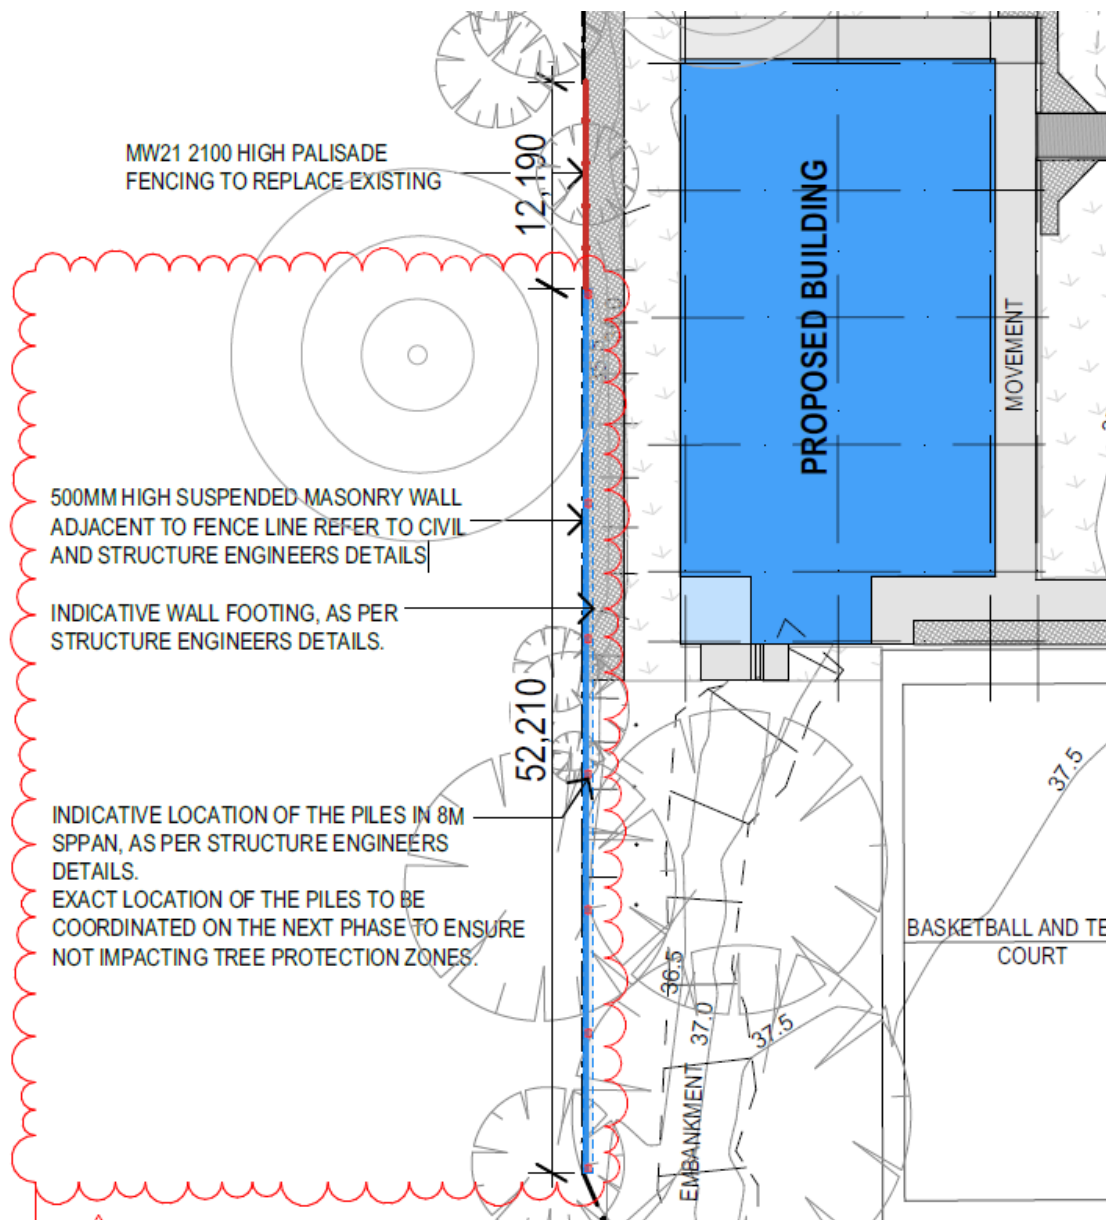 MW21 2100 HIGH PALISADE
FENCING TO REPLACE EXISTING
12,190
PROPOSED BUILDING
MOVEMENT
500MM HIGH SUSPENDED MASONRY WALL
ADJACENT TO FENCE LINE REFER TO CIVIL
AND STRUCTURE ENGINEERS DETAILS
INDICATIVE WALL FOOTING, AS PER
STRUCTURE ENGINEERS DETAILS.
52,210
INDICATIVE LOCATION OF THE PILES IN 8M
SPPAN, AS PER STRUCTURE ENGINEERS
DETAILS.
EXACT LOCATION OF THE PILES TO BE
COORDINATED ON THE NEXT PHASE TO ENSURE
NOT IMPACTING TREE PROTECTION ZONES.
37.5
BASKETBALL AND TE
COURT
36.5
37.0
37.5
EMBANKMENT